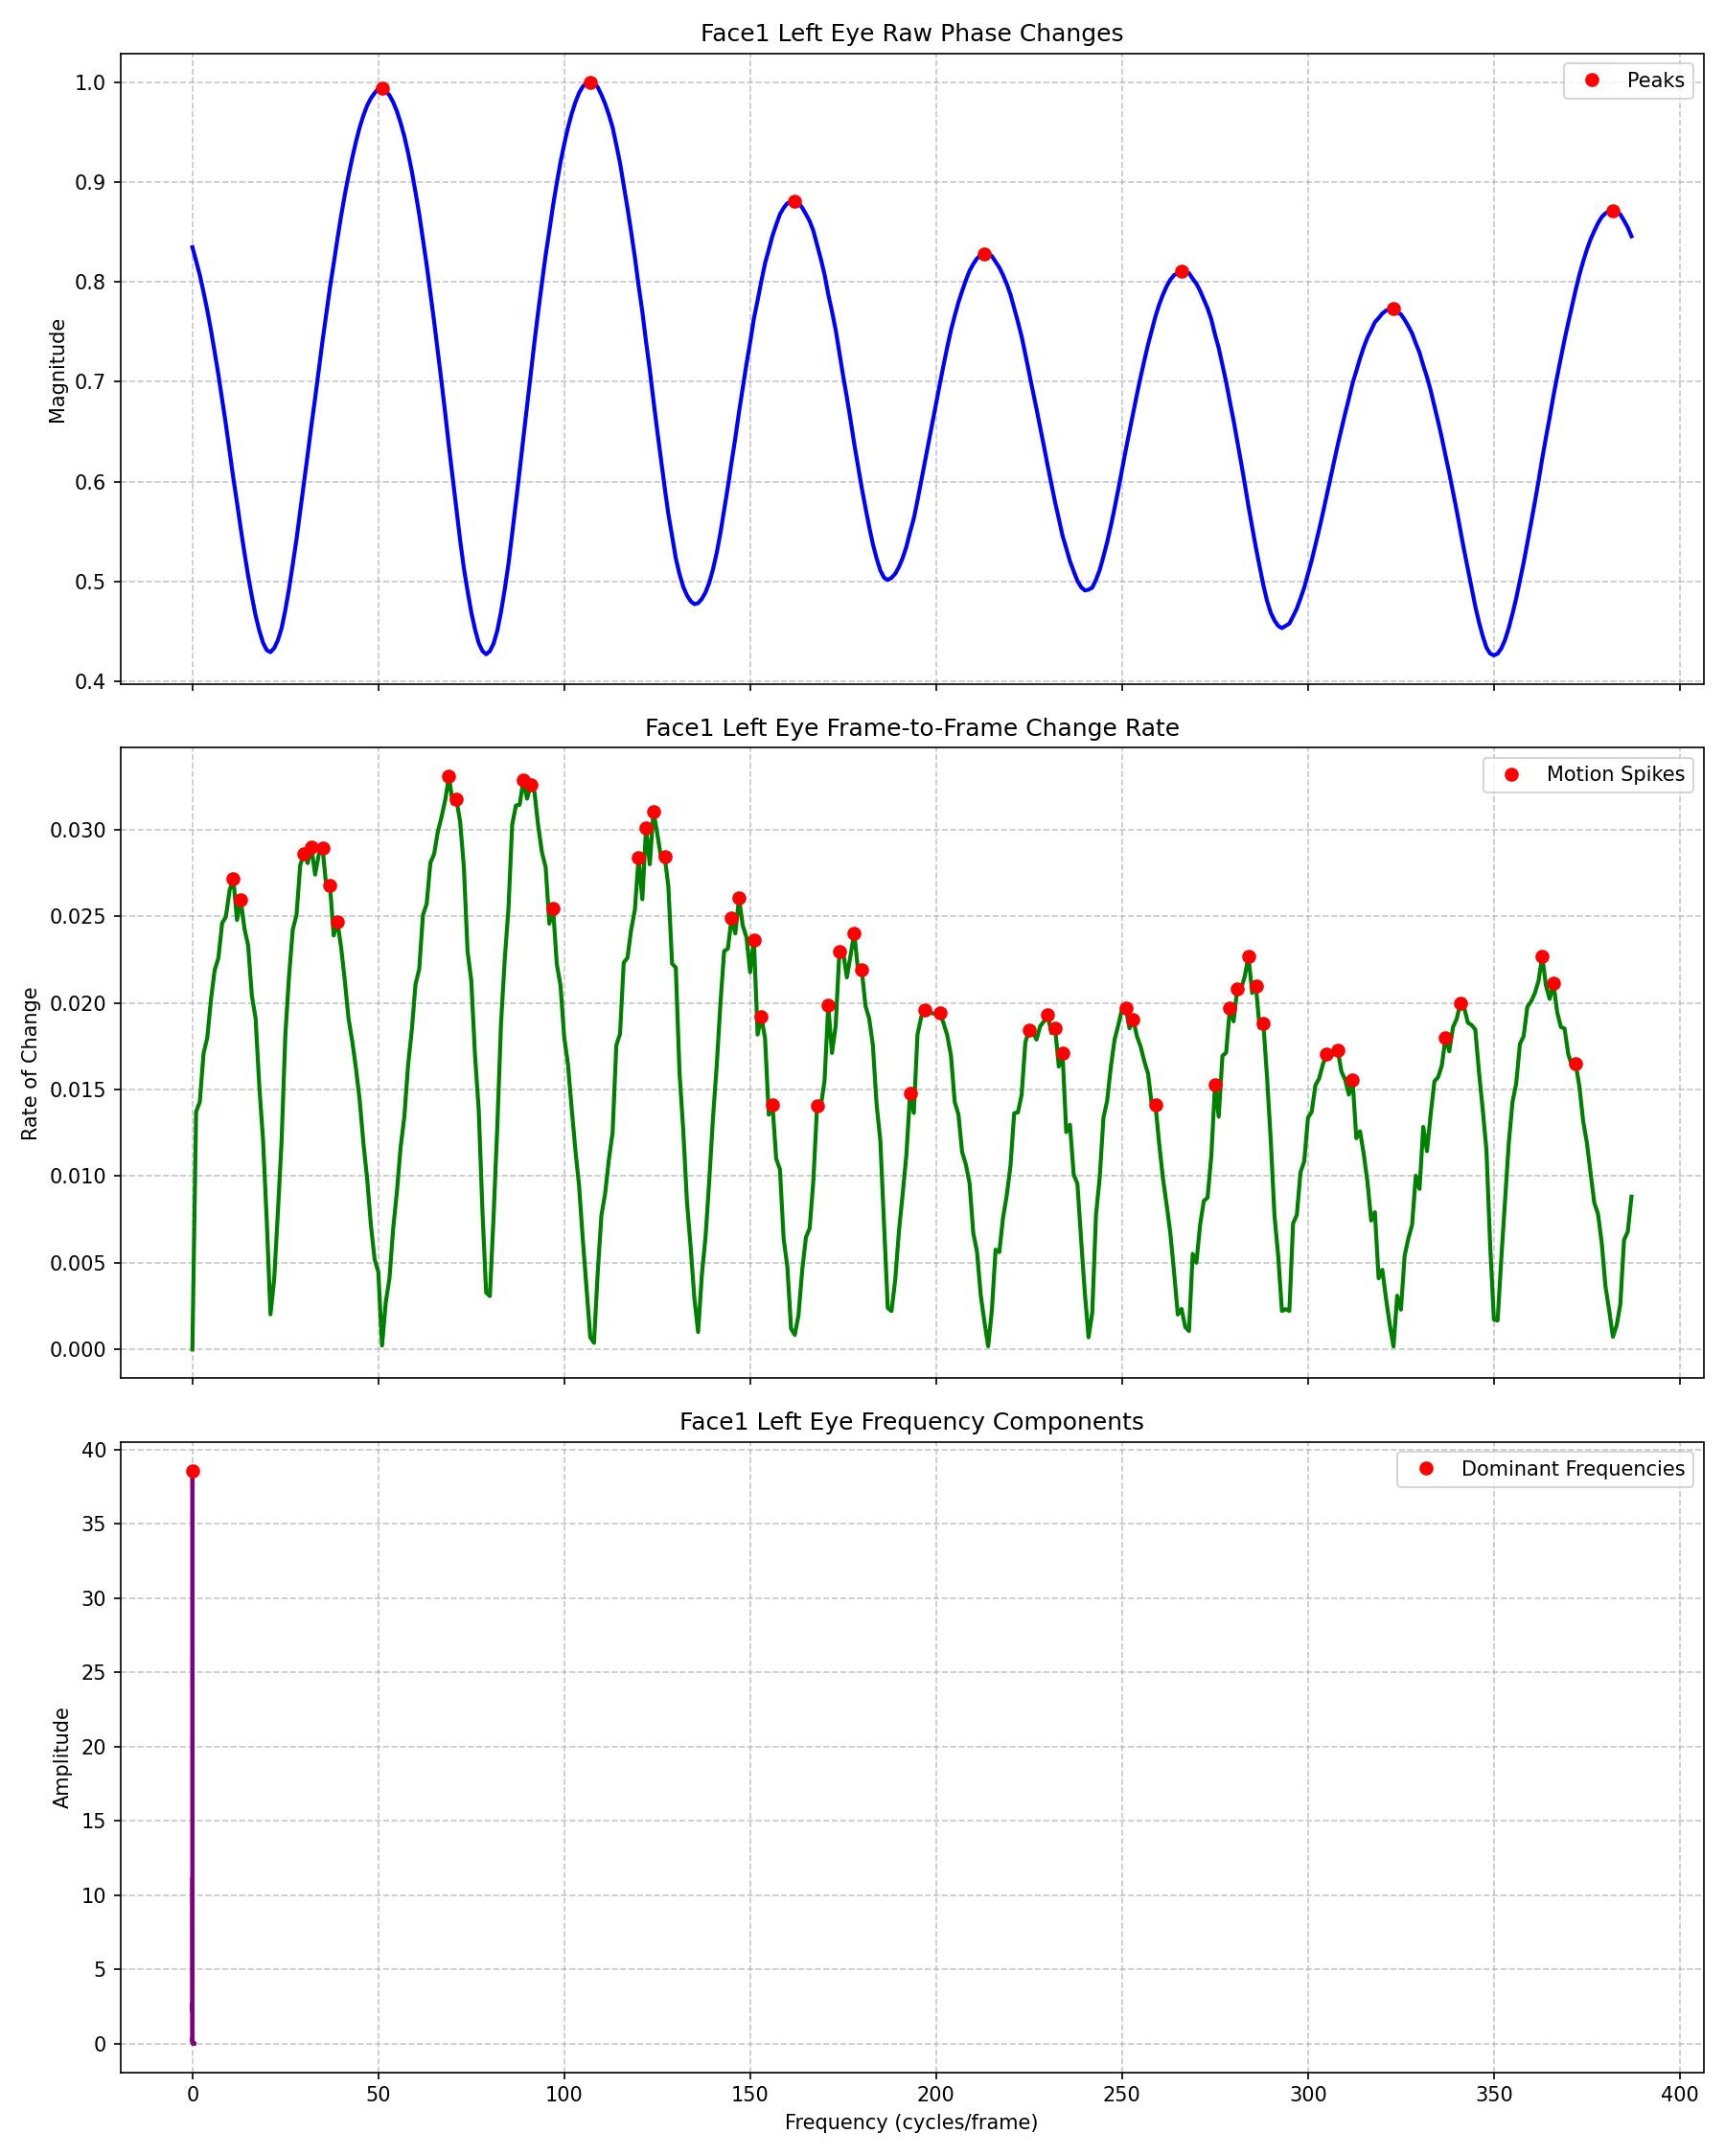 Face1 Left Eye Raw Phase Changes
Peaks
Magnitude
1.0
0.9
0.8
0.7
0.6
0.5
0.4
Face1 Left Eye Frame-to-Frame Change Rate
Motion Spikes
Rate of Change
0.030
0.025
0.020
0.015
0.010
0.005
0.000
Face1 Left Eye Frequency Components
Dominant Frequencies
Amplitude
40
35
30
25
20
15
10
5
0
0 50 100 150 200 250 300 350 400
Frequency (cycles/frame)